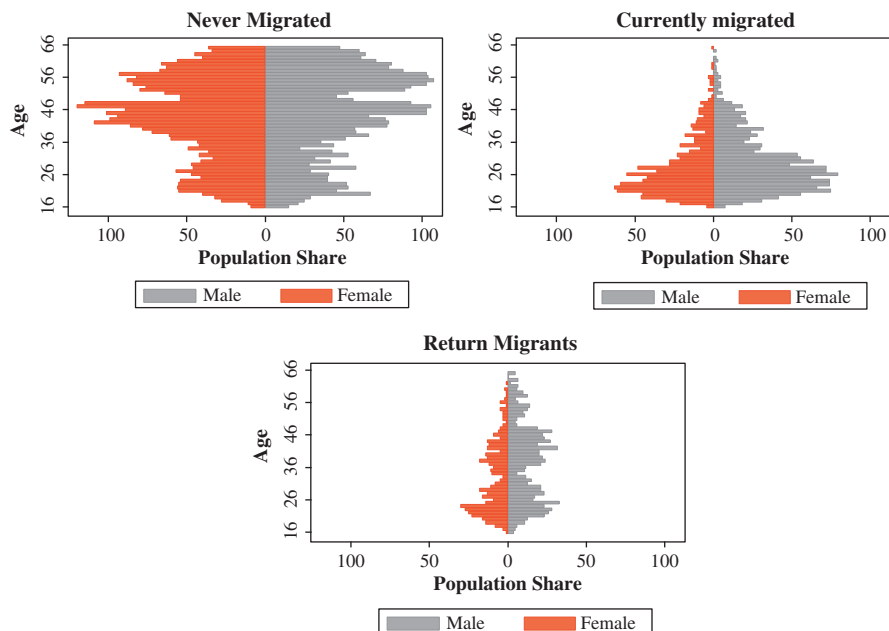 Never Migrated
Age
66
56
46
36
26
16
100 50 0 50 100
Population Share
Male Female
Currently migrated
Age
66
56
46
36
26
16
100 50 0 50 100
Population Share
Male Female
Return Migrants
Age
66
56
46
36
26
16
100 50 0 50 100
Population Share
Male Female